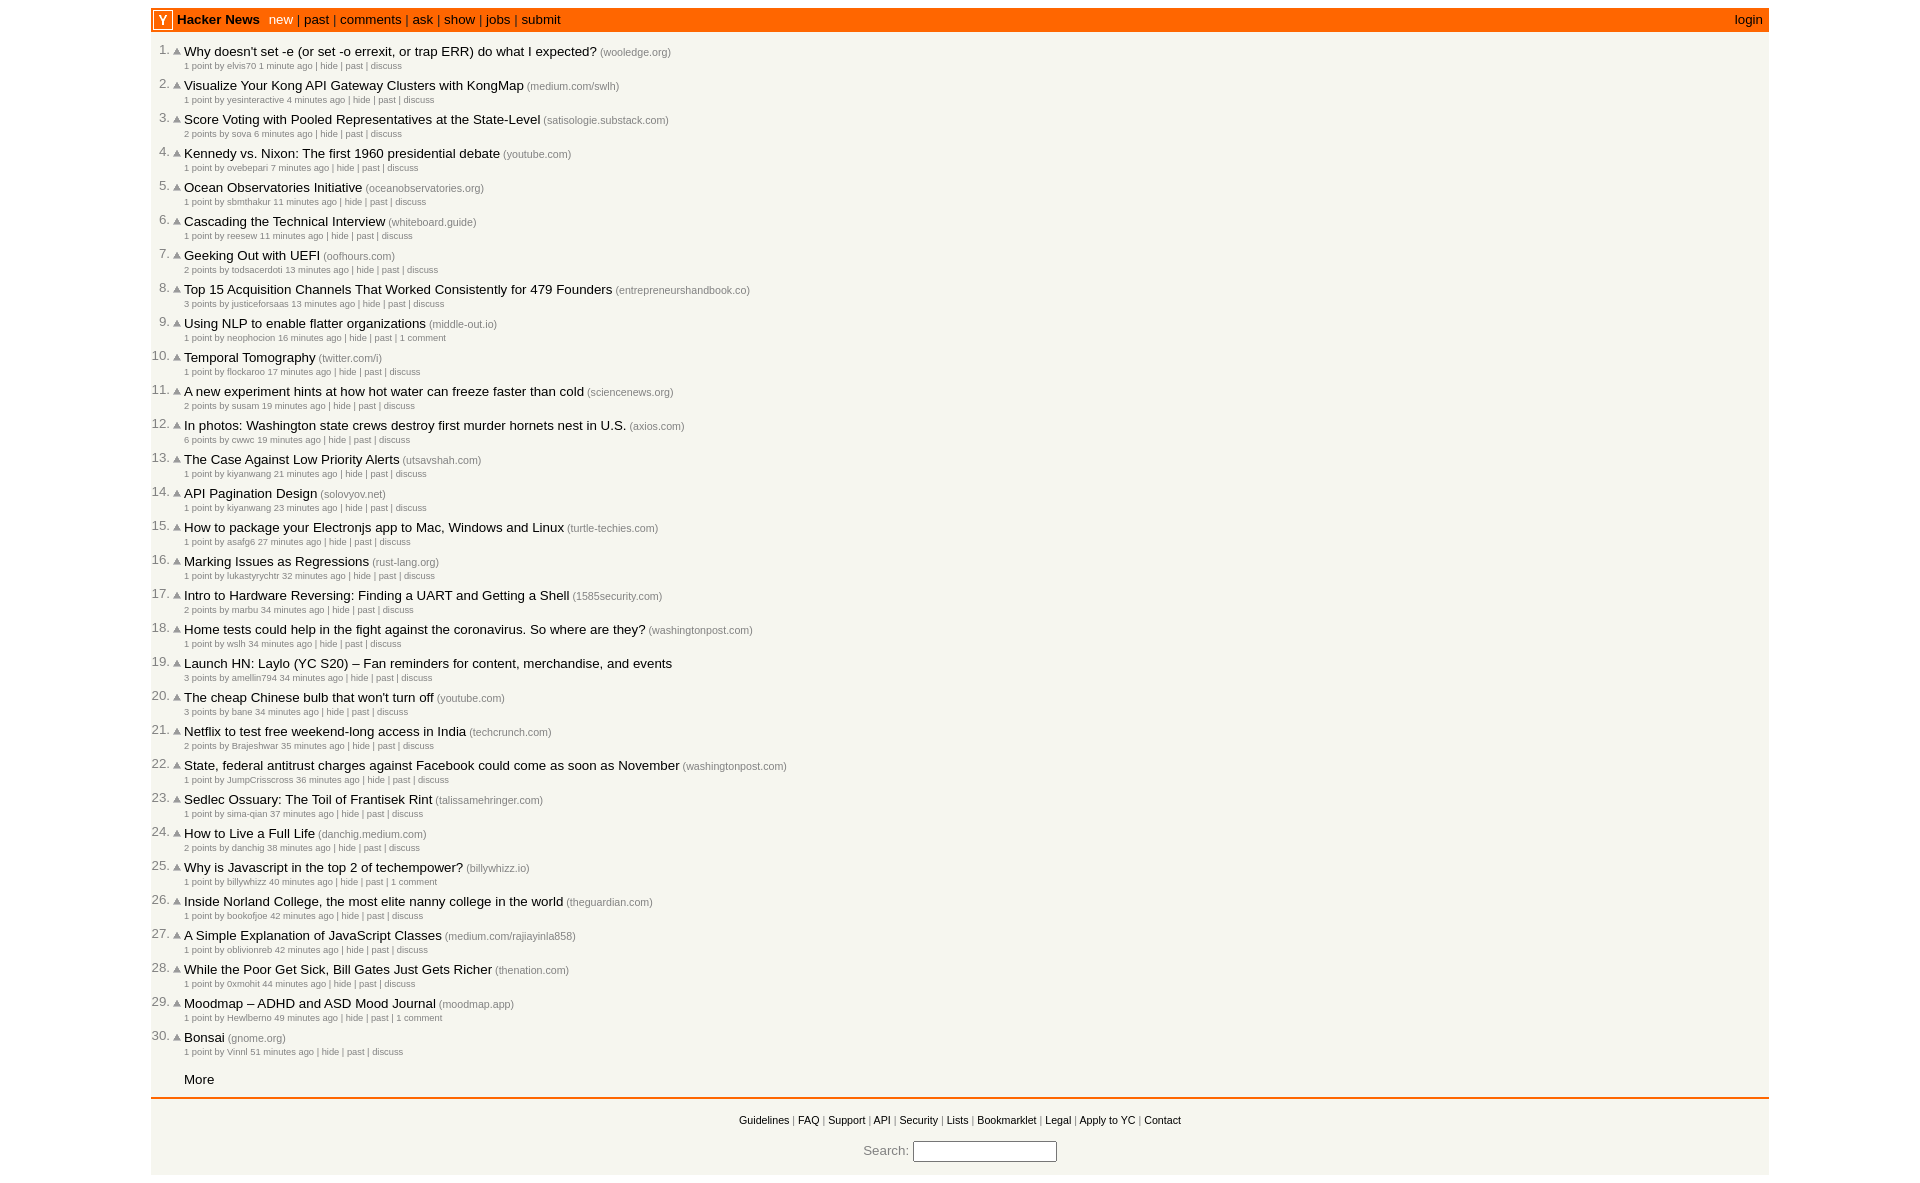 Y Hacker News new | past | comments | ask | show | jobs | submit login
1. Why doesn't set -e (or set -o errexit, or trap ERR) do what I expected? (wooledge.org)
1 point by elvis70 1 minute ago | hide | past | discuss
2. Visualize Your Kong API Gateway Clusters with KongMap (medium.com/swlh)
1 point by yesinteractive 4 minutes ago | hide | past | discuss
3. Score Voting with Pooled Representatives at the State-Level (satisologie.substack.com)
2 points by sova 6 minutes ago | hide | past | discuss
4. Kennedy vs. Nixon: The first 1960 presidential debate (youtube.com)
1 point by ovebepari 7 minutes ago | hide | past | discuss
5. Ocean Observatories Initiative (oceanobservatories.org)
1 point by sbmthakur 11 minutes ago | hide | past | discuss
6. Cascading the Technical Interview (whiteboard.guide)
1 point by reesew 11 minutes ago | hide | past | discuss
7. Geeking Out with UEFI (oofhours.com)
2 points by todsacerdoti 13 minutes ago | hide | past | discuss
8. Top 15 Acquisition Channels That Worked Consistently for 479 Founders (entrepreneurshandbook.co)
3 points by justiceforsaas 13 minutes ago | hide | past | discuss
9. Using NLP to enable flatter organizations (middle-out.io)
1 point by neophocion 16 minutes ago | hide | past | 1 comment
10. Temporal Tomography (twitter.com/i)
1 point by flockaroo 17 minutes ago | hide | past | discuss
11. A new experiment hints at how hot water can freeze faster than cold (sciencenews.org)
2 points by susam 19 minutes ago | hide | past | discuss
12. In photos: Washington state crews destroy first murder hornets nest in U.S. (axios.com)
6 points by cwwc 19 minutes ago | hide | past | discuss
13. The Case Against Low Priority Alerts (utsavshah.com)
1 point by kiyanwang 21 minutes ago | hide | past | discuss
14. API Pagination Design (solovyov.net)
1 point by kiyanwang 23 minutes ago | hide | past | discuss
15. How to package your Electronjs app to Mac, Windows and Linux (turtle-techies.com)
1 point by asafg6 27 minutes ago | hide | past | discuss
16. Marking Issues as Regressions (rust-lang.org)
1 point by lukastyrychtr 32 minutes ago | hide | past | discuss
17. Intro to Hardware Reversing: Finding a UART and Getting a Shell (1585security.com)
2 points by marbu 34 minutes ago | hide | past | discuss
18. Home tests could help in the fight against the coronavirus. So where are they? (washingtonpost.com)
1 point by wslh 34 minutes ago | hide | past | discuss
19. Launch HN: Laylo (YC S20) – Fan reminders for content, merchandise, and events
3 points by amellin794 34 minutes ago | hide | past | discuss
20. The cheap Chinese bulb that won't turn off (youtube.com)
3 points by bane 34 minutes ago | hide | past | discuss
21. Netflix to test free weekend-long access in India (techcrunch.com)
2 points by Brajeshwar 35 minutes ago | hide | past | discuss
22. State, federal antitrust charges against Facebook could come as soon as November (washingtonpost.com)
1 point by JumpCrisscross 36 minutes ago | hide | past | discuss
23. Sedlec Ossuary: The Toil of Frantisek Rint (talissamehringer.com)
1 point by sima-qian 37 minutes ago | hide | past | discuss
24. How to Live a Full Life (danchig.medium.com)
2 points by danchig 38 minutes ago | hide | past | discuss
25. Why is Javascript in the top 2 of techempower? (billywhizz.io)
1 point by billywhizz 40 minutes ago | hide | past | 1 comment
26. Inside Norland College, the most elite nanny college in the world (theguardian.com)
1 point by bookofjoe 42 minutes ago | hide | past | discuss
27. A Simple Explanation of JavaScript Classes (medium.com/rajiayinla858)
1 point by oblivionreb 42 minutes ago | hide | past | discuss
28. While the Poor Get Sick, Bill Gates Just Gets Richer (thenation.com)
1 point by 0xmohit 44 minutes ago | hide | past | discuss
29. Moodmap – ADHD and ASD Mood Journal (moodmap.app)
1 point by Hewlberno 49 minutes ago | hide | past | 1 comment
30. Bonsai (gnome.org)
1 point by Vinnl 51 minutes ago | hide | past | discuss
More
Guidelines | FAQ | Support | API | Security | Lists | Bookmarklet | Legal | Apply to YC | Contact
Search: